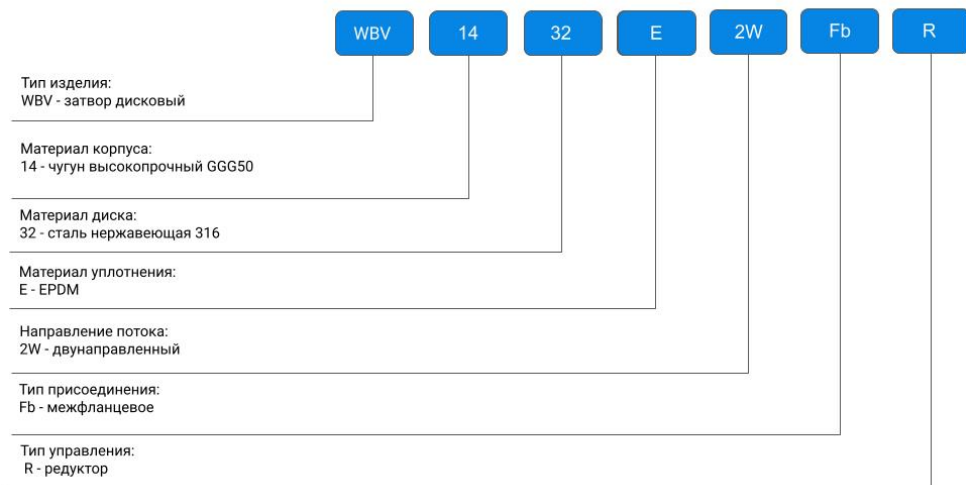 WBV 14 32 E 2W Fb R
Тип изделия:
WBV - затвор дисковый
Материал корпуса:
14 - чугун высокопрочный GGG50
Материал диска:
32 - сталь нержавеющая 316
Материал уплотнения:
E - EPDM
Направление потока:
2W - двунаправленный
Тип присоединения:
Fb - межфланцевое
Тип управления:
R - редуктор